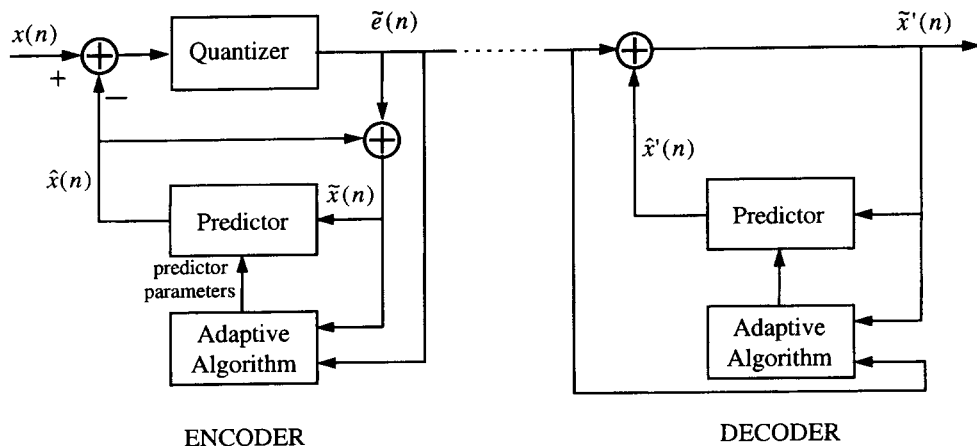 x(n)
+
−
Quantizer
ẽ(n)
x̃'(n)
x̂(n)
x̃(n)
x̂'(n)
Predictor
Predictor
predictor
parameters
Adaptive
Algorithm
Adaptive
Algorithm
ENCODER
DECODER